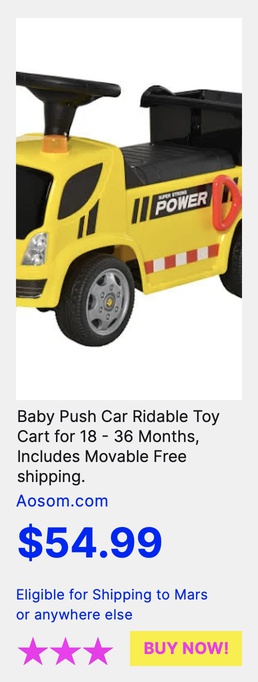 SUPER STRONG
POWER
Baby Push Car Ridable Toy
Cart for 18 - 36 Months,
Includes Movable Free
shipping.
Aosom.com
$54.99
Eligible for Shipping to Mars
or anywhere else
BUY NOW!